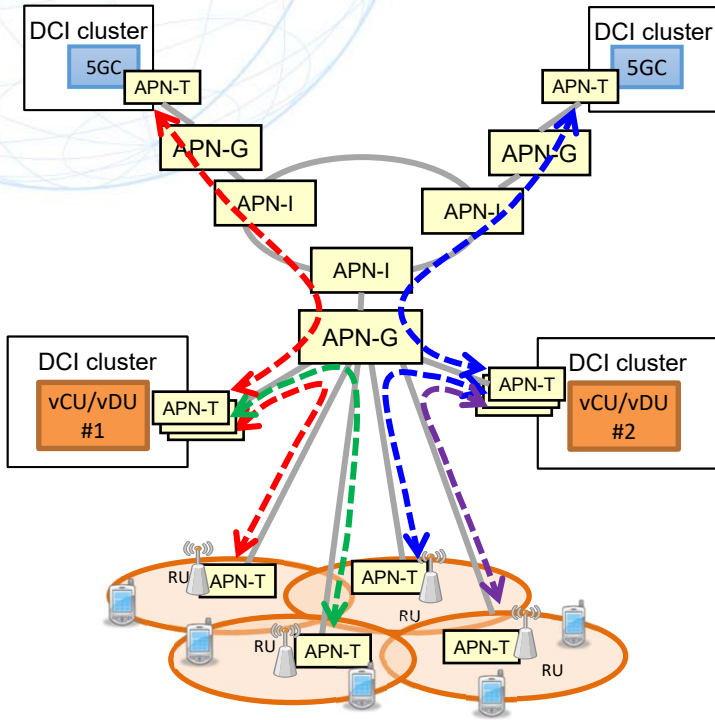 DCI cluster
5GC
APN-T
DCI cluster
5GC
APN-T
APN-G
APN-G
APN-I
APN-I
APN-I
APN-G
DCI cluster
vCU/vDU
#1
APN-T
DCI cluster
vCU/vDU
#2
APN-T
RU
APN-T
APN-T
RU
RU
APN-T
APN-T
RU